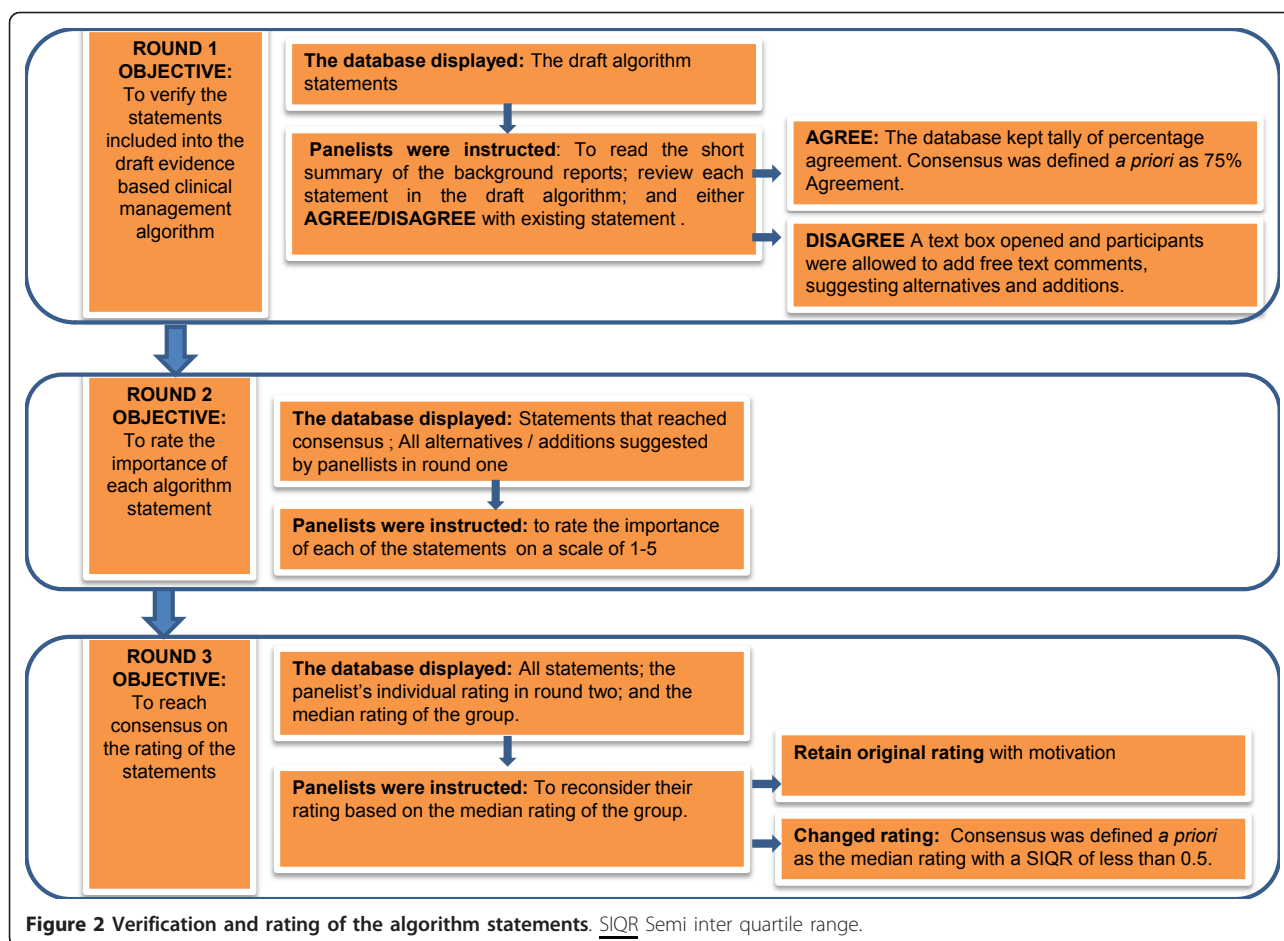 ROUND 1
OBJECTIVE:
To verify the
statements
included into the
draft evidence
based clinical
management
algorithm
The database displayed: The draft algorithm
statements
Panelists were instructed: To read the short
summary of the background reports; review each
statement in the draft algorithm; and either
AGREE/DISAGREE with existing statement .
AGREE: The database kept tally of percentage
agreement. Consensus was defined a priori as 75%
Agreement.
DISAGREE A text box opened and participants
were allowed to add free text comments,
suggesting alternatives and additions.
ROUND 2
OBJECTIVE:
To rate the
importance of
each algorithm
statement
The database displayed: Statements that reached
consensus ; All alternatives / additions suggested
by panellists in round one
Panelists were instructed: to rate the importance
of each of the statements on a scale of 1-5
ROUND 3
OBJECTIVE:
To reach
consensus on
the rating of the
statements
The database displayed: All statements; the
panelist's individual rating in round two; and the
median rating of the group.
Panelists were instructed: To reconsider their
rating based on the median rating of the group.
Retain original rating with motivation
Changed rating: Consensus was defined a priori
as the median rating with a SIQR of less than 0.5.
Figure 2 Verification and rating of the algorithm statements. SIQR Semi inter quartile range.